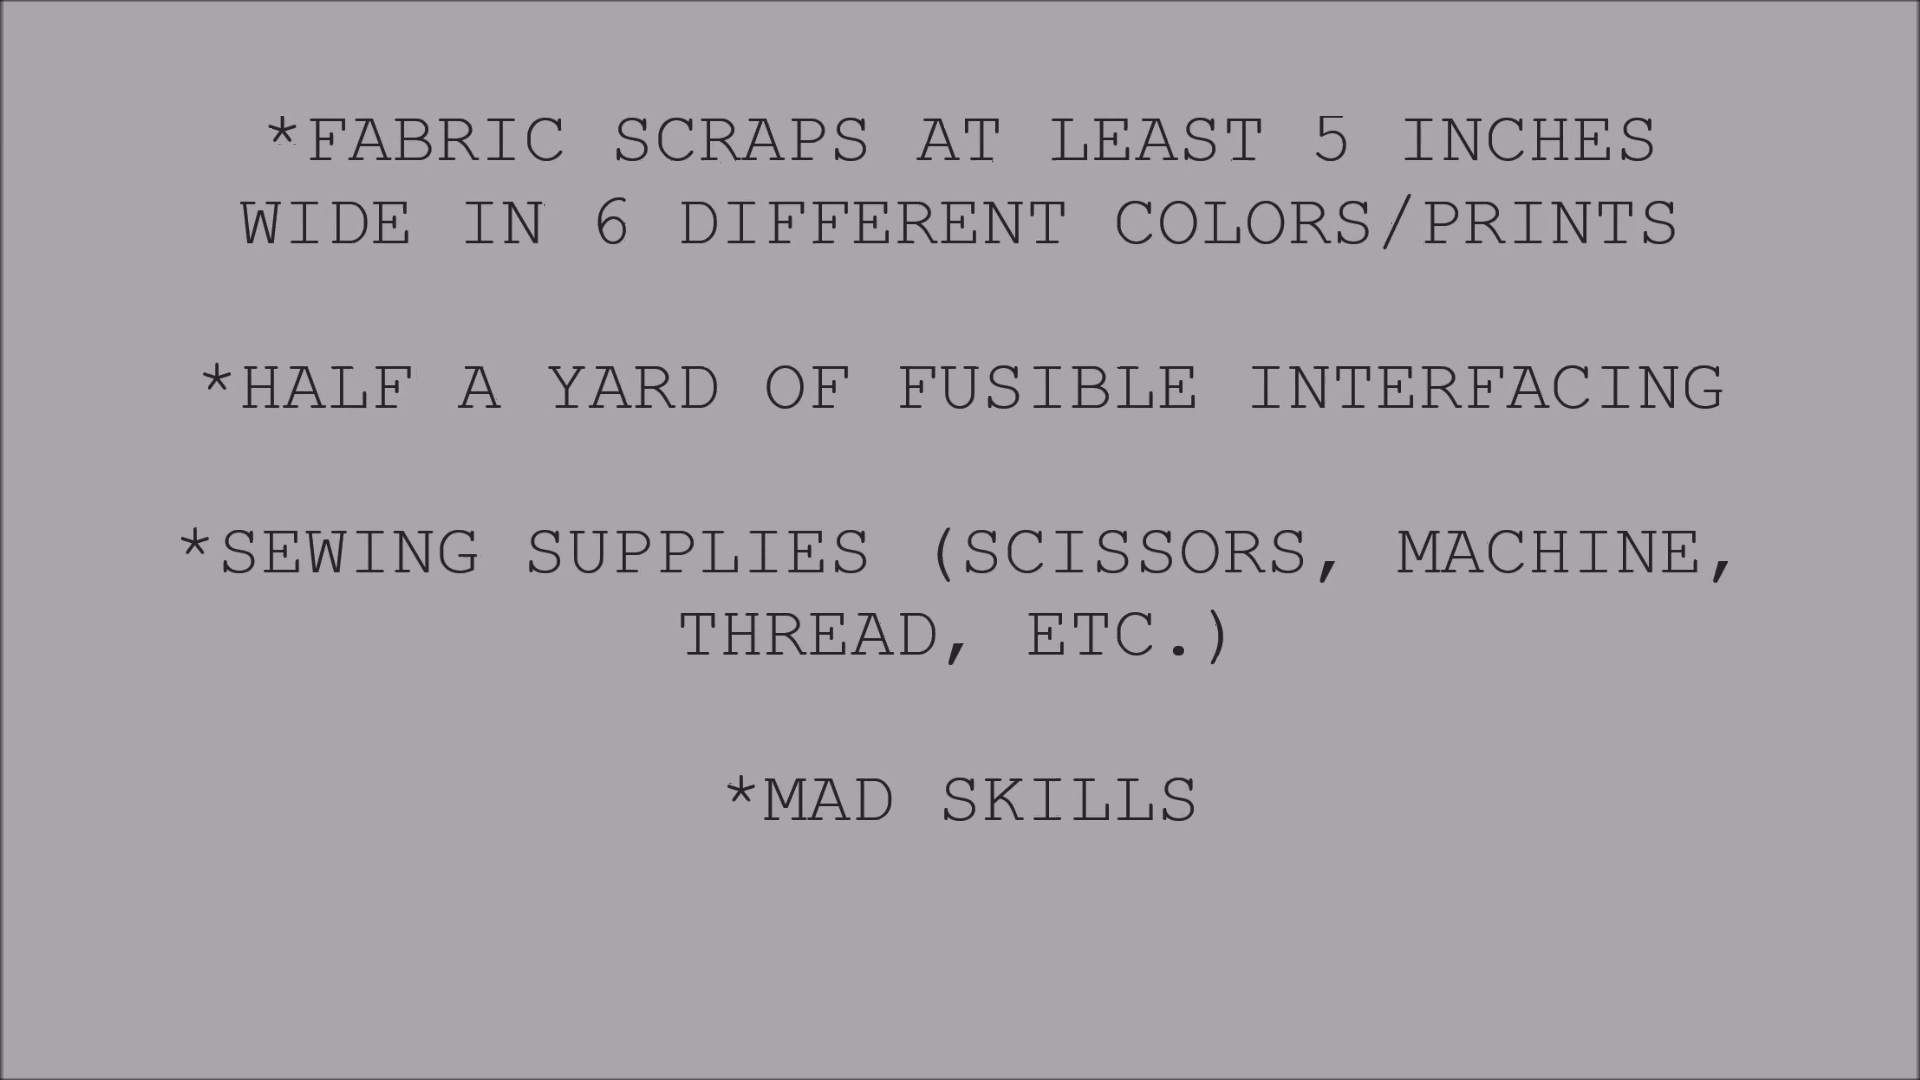 *FABRIC SCRAPS AT LEAST 5 INCHES
WIDE IN 6 DIFFERENT COLORS/PRINTS
*HALF A YARD OF FUSIBLE INTERFACING
*SEWING SUPPLIES (SCISSORS, MACHINE,
THREAD, ETC.)
*MAD SKILLS